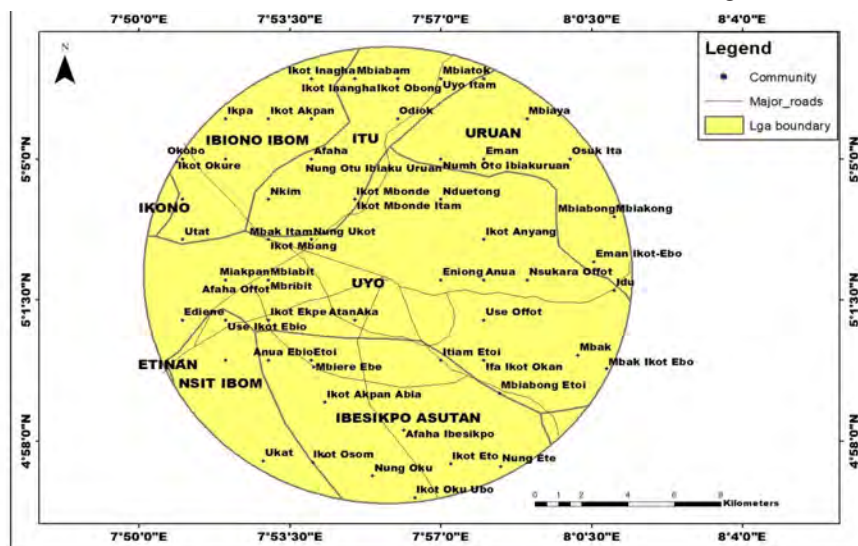 7°50'0"E 7°53'30"E 7°57'0"E 8°0'30"E 8°4'0"E
N
Legend
Community
Major_roads
Lga boundary
Ikot Inagha Mbiabam Mbiatok
Ikot Inangha Ikot Obong Uyo Itam
Ikpa Ikot Akpan Odiok Mbiaya
IBIONO IBOM ITU URUAN
5°5'0"N 5°5'0"N
Okobo Afaha Eman Osuk Ita
Ikot Okure Nung Otu Ibiaku Uruan Numh Oto Ibiakuruan
Nkim Ikot Mbonde Nduetong
IKONO Ikot Mbonde Itam Mbiabong Mbiakong
Utat Mbak Itam Nung Ukot Ikot Anyang
Ikot Mbang Eman Ikot-Ebo
Miakpan Mbiabit UYO Eniong Anua Nsukara Offot
Afaha Offot Mbribit Idu
5°1'30"N 5°1'30"N
Ediene Ikot Ekpe Atan Aka Use Offot
Use Ikot Ebio
ETINAN Anua Ebio Etoi Itiam Etoi Mbak
Mbiere Ebe Ifa Ikot Okan Mbak Ikot Ebo
NSIT IBOM Mbiabong Etoi
Ikot Akpan Abia
IBESIKPO ASUTAN
Afaha Ibesikpo
4°58'0"N 4°58'0"N
Ukat Ikot Osom Ikot Eto Nung Ete
Nung Oku
Ikot Oku Ubo
0 1 2 4 6 8
Kilometers
7°50'0"E 7°53'30"E 7°57'0"E 8°0'30"E 8°4'0"E